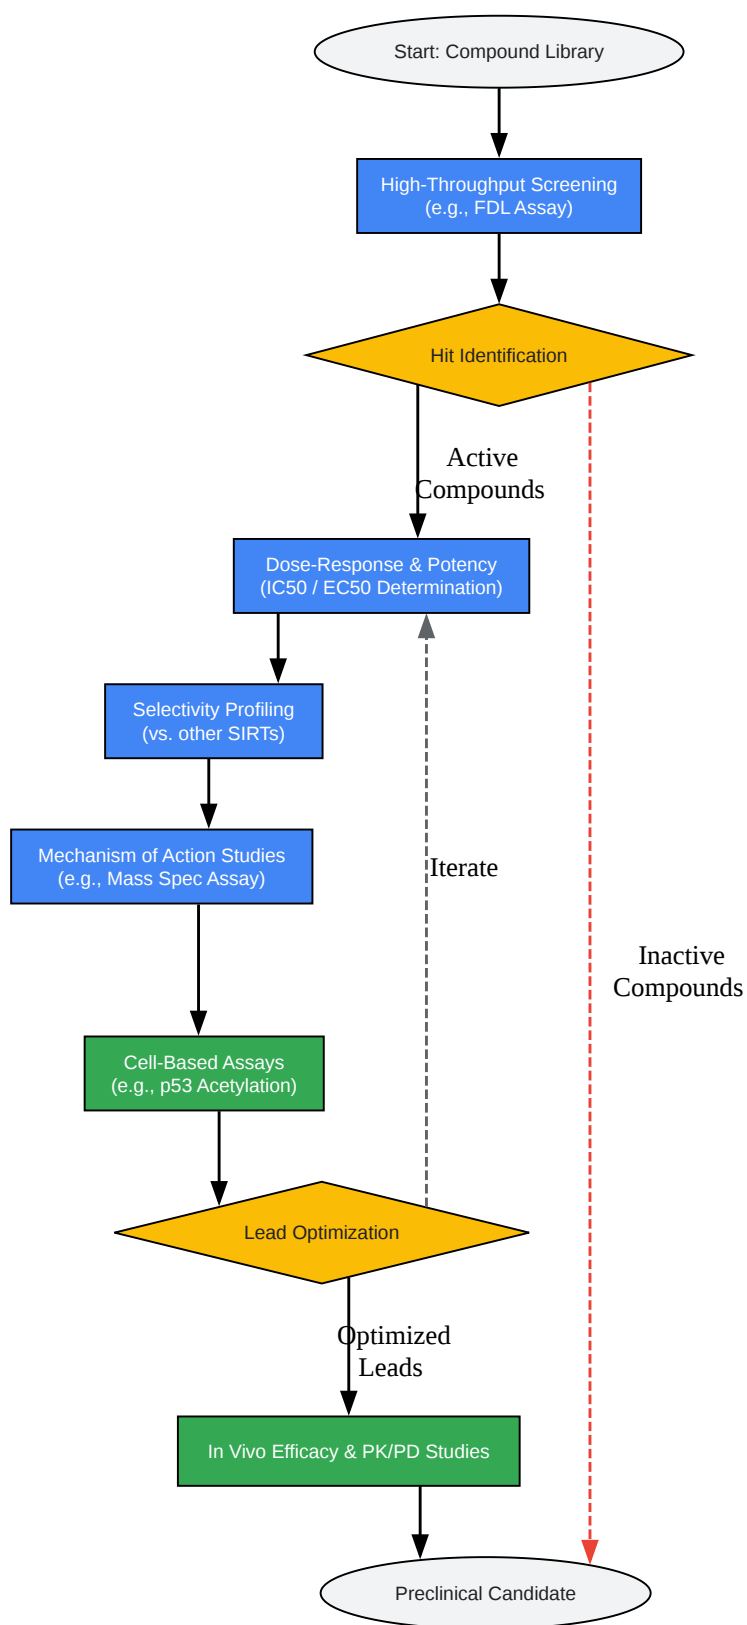 Start: Compound Library
High-Throughput Screening
(e.g., FDL Assay)
Hit Identification
Active
Compounds
Dose-Response & Potency
(IC50 / EC50 Determination)
Selectivity Profiling
(vs. other SIRTs)
Mechanism of Action Studies
(e.g., Mass Spec Assay)
Iterate
Inactive
Compounds
Cell-Based Assays
(e.g., p53 Acetylation)
Lead Optimization
Optimized
Leads
In Vivo Efficacy & PK/PD Studies
Preclinical Candidate